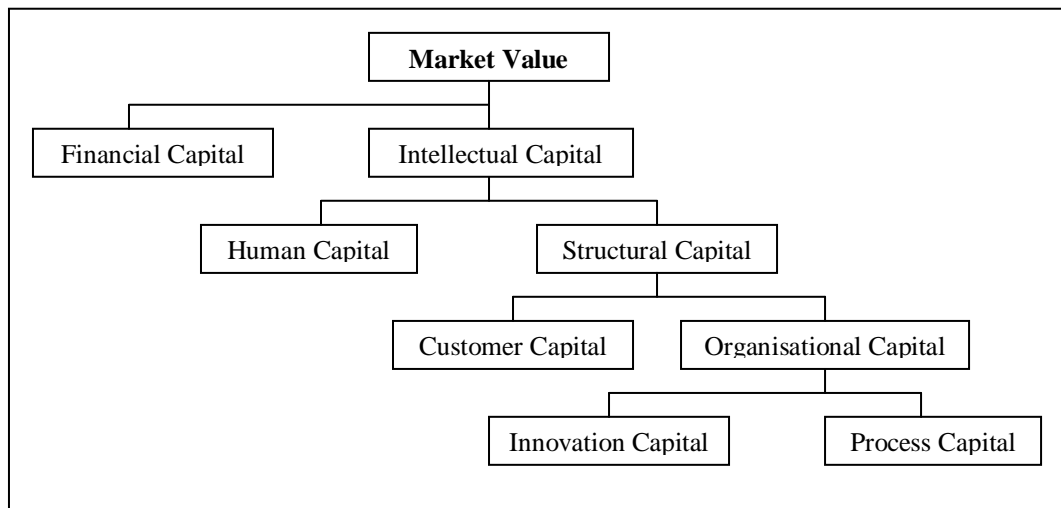 Market Value
Financial Capital
Intellectual Capital
Human Capital
Structural Capital
Customer Capital
Organisational Capital
Innovation Capital
Process Capital